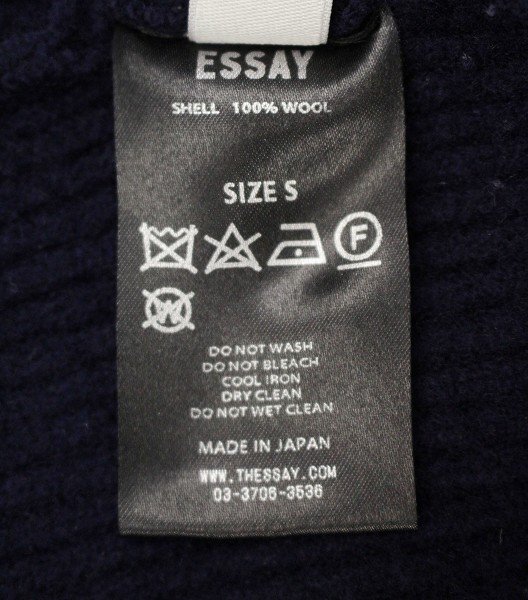 ESSAY
SHELL 100% WOOL
SIZE S
F
W
DO NOT WASH
DO NOT BLEACH
COOL IRON
DRY CLEAN
DO NOT WET CLEAN
MADE IN JAPAN
WWW.THESSAY.COM
03-3706-3536